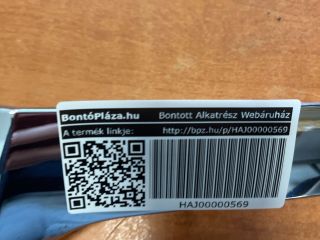 BontóPláza.hu Bontott Alkatrész Webáruház
A termék linkje: http://bpz.hu/p/HAJ00000569
HAJ00000569